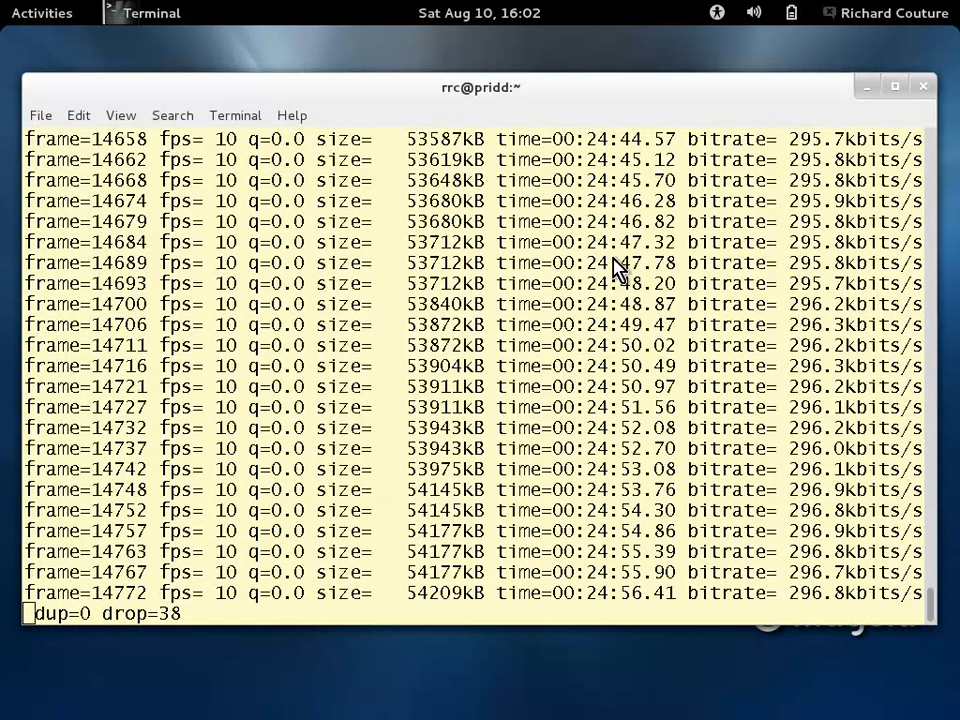 Activities Terminal Sat Aug 10, 16:02 Richard Couture
rrc@pridd:~
File Edit View Search Terminal Help
frame=14658 fps= 10 q=0.0 size=   53587kB time=00:24:44.57 bitrate= 295.7kbits/s
frame=14662 fps= 10 q=0.0 size=   53619kB time=00:24:45.12 bitrate= 295.8kbits/s
frame=14668 fps= 10 q=0.0 size=   53648kB time=00:24:45.70 bitrate= 295.8kbits/s
frame=14674 fps= 10 q=0.0 size=   53680kB time=00:24:46.28 bitrate= 295.9kbits/s
frame=14679 fps= 10 q=0.0 size=   53680kB time=00:24:46.82 bitrate= 295.8kbits/s
frame=14684 fps= 10 q=0.0 size=   53712kB time=00:24:47.32 bitrate= 295.8kbits/s
frame=14689 fps= 10 q=0.0 size=   53712kB time=00:24:47.78 bitrate= 295.8kbits/s
frame=14693 fps= 10 q=0.0 size=   53712kB time=00:24:48.20 bitrate= 295.7kbits/s
frame=14700 fps= 10 q=0.0 size=   53840kB time=00:24:48.87 bitrate= 296.2kbits/s
frame=14706 fps= 10 q=0.0 size=   53872kB time=00:24:49.47 bitrate= 296.3kbits/s
frame=14711 fps= 10 q=0.0 size=   53872kB time=00:24:50.02 bitrate= 296.2kbits/s
frame=14716 fps= 10 q=0.0 size=   53904kB time=00:24:50.49 bitrate= 296.3kbits/s
frame=14721 fps= 10 q=0.0 size=   53911kB time=00:24:50.97 bitrate= 296.2kbits/s
frame=14727 fps= 10 q=0.0 size=   53911kB time=00:24:51.56 bitrate= 296.1kbits/s
frame=14732 fps= 10 q=0.0 size=   53943kB time=00:24:52.08 bitrate= 296.2kbits/s
frame=14737 fps= 10 q=0.0 size=   53943kB time=00:24:52.70 bitrate= 296.0kbits/s
frame=14742 fps= 10 q=0.0 size=   53975kB time=00:24:53.08 bitrate= 296.1kbits/s
frame=14748 fps= 10 q=0.0 size=   54145kB time=00:24:53.76 bitrate= 296.9kbits/s
frame=14752 fps= 10 q=0.0 size=   54145kB time=00:24:54.30 bitrate= 296.8kbits/s
frame=14757 fps= 10 q=0.0 size=   54177kB time=00:24:54.86 bitrate= 296.9kbits/s
frame=14763 fps= 10 q=0.0 size=   54177kB time=00:24:55.39 bitrate= 296.8kbits/s
frame=14767 fps= 10 q=0.0 size=   54177kB time=00:24:55.90 bitrate= 296.7kbits/s
frame=14772 fps= 10 q=0.0 size=   54209kB time=00:24:56.41 bitrate= 296.8kbits/s
dup=0 drop=38